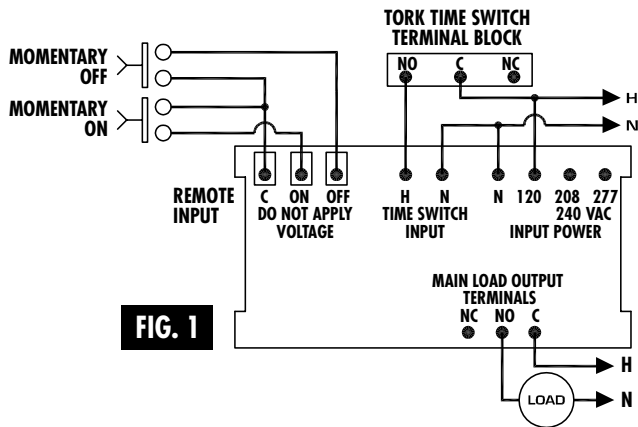 TORK TIME SWITCH
TERMINAL BLOCK
NO C NC
MOMENTARY
OFF
MOMENTARY
ON
H
N
REMOTE
INPUT
C ON OFF
DO NOT APPLY
VOLTAGE
H N
TIME SWITCH
INPUT
N 120 208 277
240 VAC
INPUT POWER
MAIN LOAD OUTPUT
TERMINALS
NC NO C
FIG. 1
H
LOAD
N